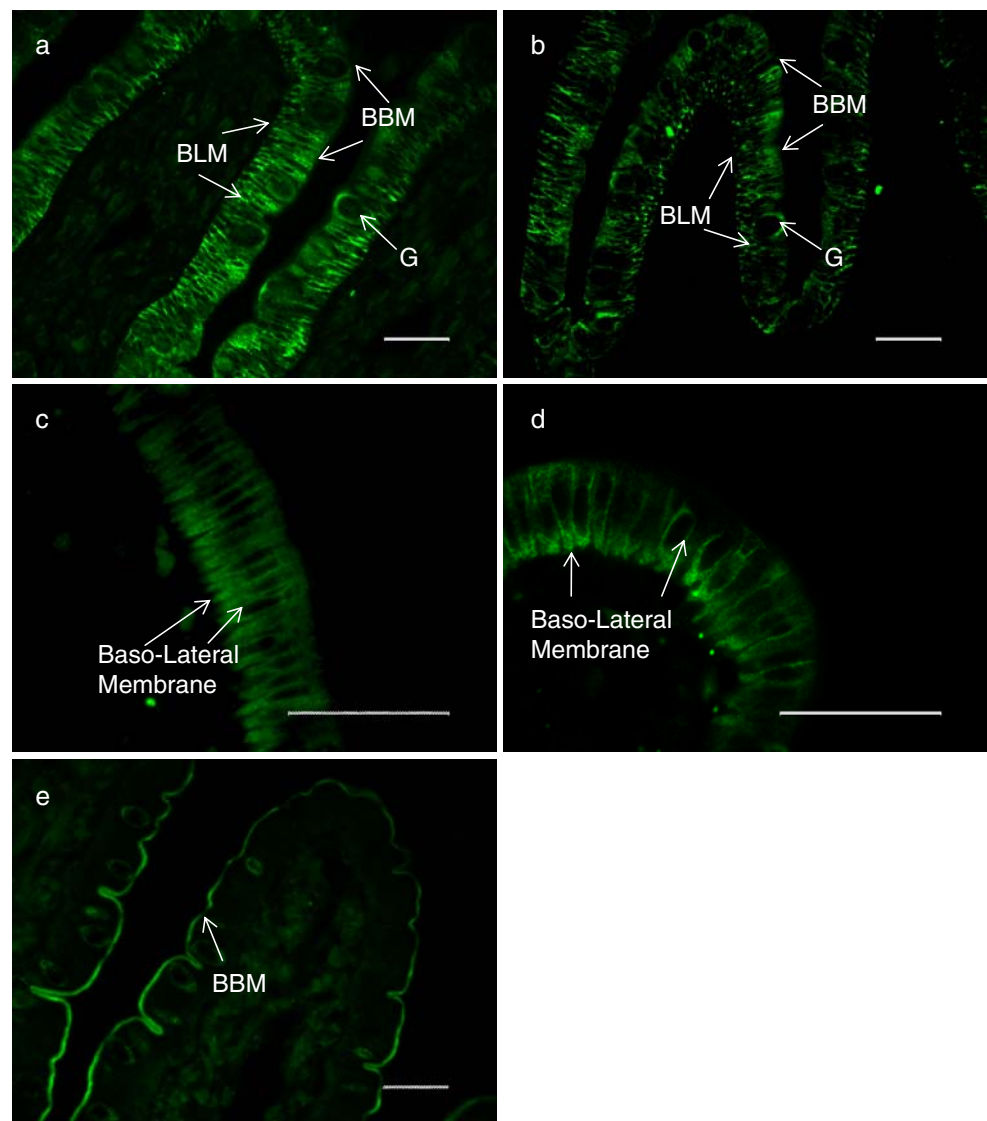 a
BBM
BLM
G
b
BBM
BLM
G
c
Baso-Lateral
Membrane
d
Baso-Lateral
Membrane
e
BBM